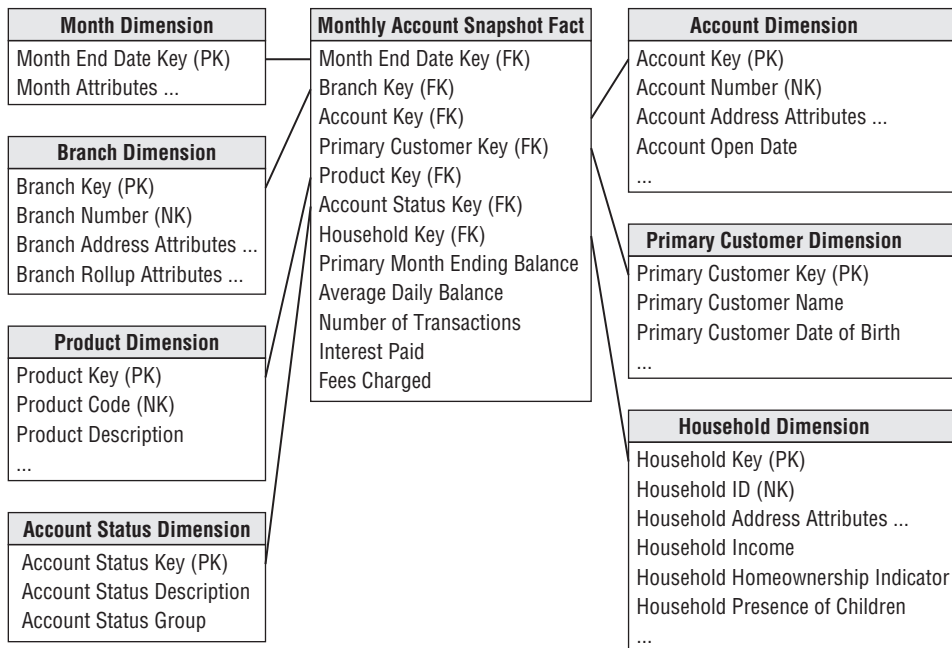 Month Dimension
Month End Date Key (PK)
Month Attributes ...
Branch Dimension
Branch Key (PK)
Branch Number (NK)
Branch Address Attributes ...
Branch Rollup Attributes ...
Product Dimension
Product Key (PK)
Product Code (NK)
Product Description
...
Account Status Dimension
Account Status Key (PK)
Account Status Description
Account Status Group
Monthly Account Snapshot Fact
Month End Date Key (FK)
Branch Key (FK)
Account Key (FK)
Primary Customer Key (FK)
Product Key (FK)
Account Status Key (FK)
Household Key (FK)
Primary Month Ending Balance
Average Daily Balance
Number of Transactions
Interest Paid
Fees Charged
Account Dimension
Account Key (PK)
Account Number (NK)
Account Address Attributes ...
Account Open Date
...
Primary Customer Dimension
Primary Customer Key (PK)
Primary Customer Name
Primary Customer Date of Birth
...
Household Dimension
Household Key (PK)
Household ID (NK)
Household Address Attributes ...
Household Income
Household Homeownership Indicator
Household Presence of Children
...